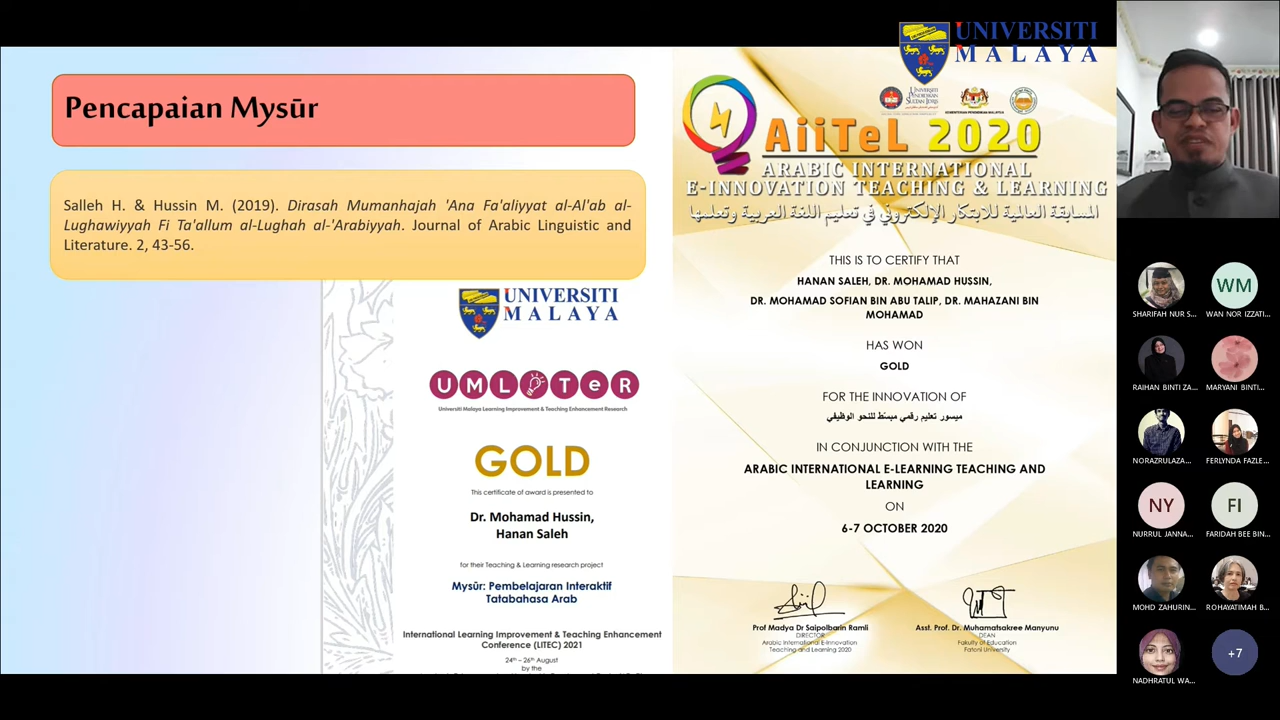 UNIVERSITI
MALAYA
Pencapaian Mysūr
Salleh H. & Hussin M. (2019). Dirasah Mumanhajah 'Ana Fa'aliyyat al-Al'ab al-
Lughawiyyah Fi Ta'allum al-Lughah al-'Arabiyyah. Journal of Arabic Linguistic and
Literature. 2, 43-56.
UNIVERSITI
MALAYA
UMLITeR
Universiti Malaya Learning Improvement & Teaching Enhancement Research
GOLD
This certificate of award is presented to
Dr. Mohamad Hussin,
Hanan Saleh
for their Teaching & Learning research project
Mysūr: Pembelajaran Interaktif
Tatabahasa Arab
International Learning Improvement & Teaching Enhancement
Conference (LITEC) 2021
24th – 26th August
by the
UNIVERSITI
PENDIDIKAN
SULTAN IDRIS
KEMENTERIAN PENDIDIKAN MALAYSIA
AiiTeL 2020
ARABIC INTERNATIONAL
E-INNOVATION TEACHING & LEARNING
المسابقة العالمية للابتكار الإلكتروني في تعليم اللغة العربية وتعلمها
THIS IS TO CERTIFY THAT
HANAN SALEH, DR. MOHAMAD HUSSIN,
DR. MOHAMAD SOFIAN BIN ABU TALIP, DR. MAHAZANI BIN
MOHAMAD
HAS WON
GOLD
FOR THE INNOVATION OF
ميسور تعليم رقمي مبسّط للنحو الوظيفي
IN CONJUNCTION WITH THE
ARABIC INTERNATIONAL E-LEARNING TEACHING AND
LEARNING
ON
6-7 OCTOBER 2020
Prof Madya Dr Saipolbarin Ramli
DIRECTOR
Arabic International E-Innovation
Teaching and Learning 2020
Asst. Prof. Dr. Muhamatsakree Manyunu
DEAN
Fakulty of Education
Fatoni University
SHARIFAH NUR S...
WM
WAN NOR IZZATI...
RAIHAN BINTI ZA...
MARYANI BINTI...
NORAZRULAZA...
FERLYNDA FAZLE...
NY
NURRUL JANNA...
FI
FARIDAH BEE BIN...
MOHD ZAHURIN...
ROHAYATIMAH B...
NADHRATUL WA...
+7